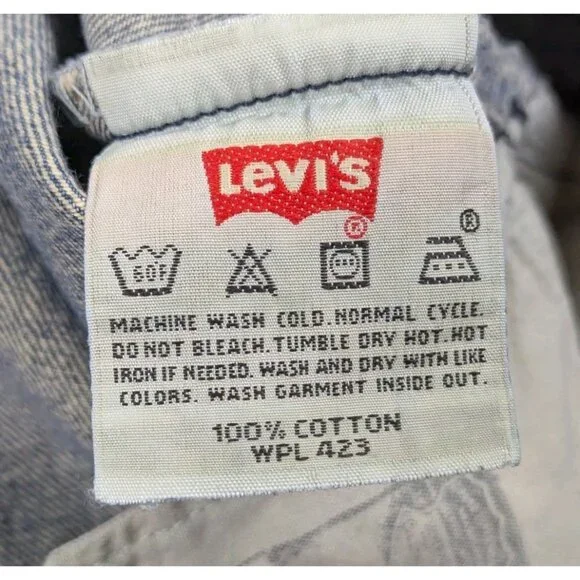 Levi's
®
®
60F
MACHINE WASH COLD. NORMAL CYCLE.
DO NOT BLEACH. TUMBLE DRY HOT. HOT
IRON IF NEEDED. WASH AND DRY WITH LIKE
COLORS. WASH GARMENT INSIDE OUT.
100% COTTON
WPL 423